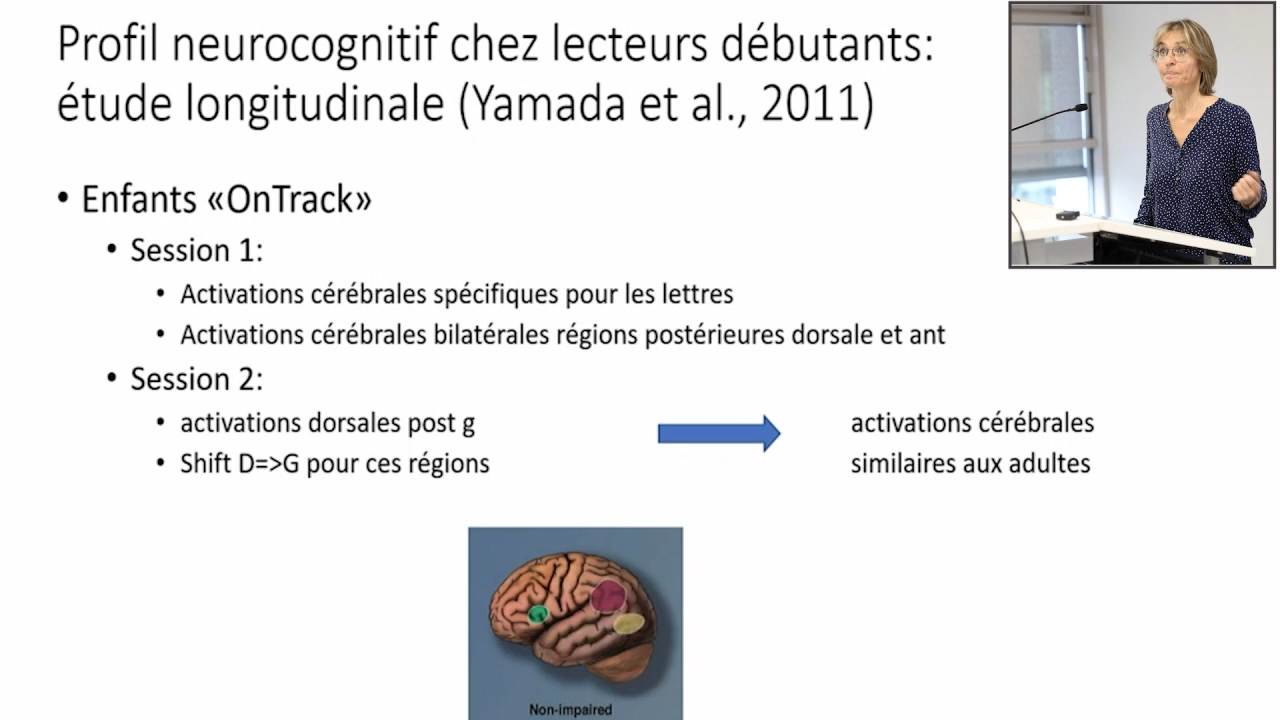 Profil neurocognitif chez lecteurs débutants:
étude longitudinale (Yamada et al., 2011)
• Enfants «OnTrack»
• Session 1:
• Activations cérébrales spécifiques pour les lettres
• Activations cérébrales bilatérales régions postérieures dorsale et ant
• Session 2:
• activations dorsales post g
• Shift D=>G pour ces régions
activations cérébrales
similaires aux adultes
Non-impaired